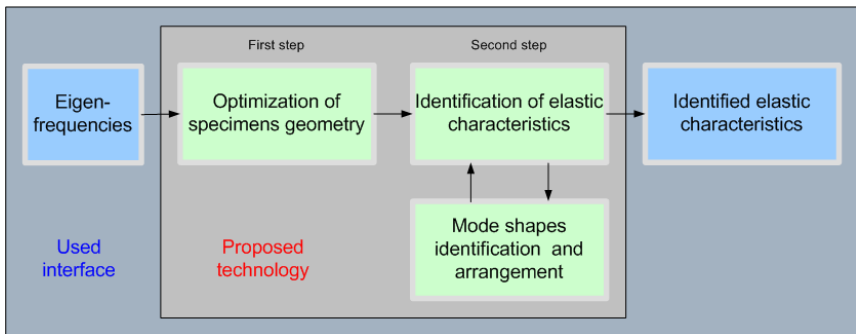 First step
Second step
Eigen-
frequencies
Optimization of
specimens geometry
Identification of elastic
characteristics
Identified elastic
characteristics
Mode shapes
identification and
arrangement
Used
interface
Proposed
technology